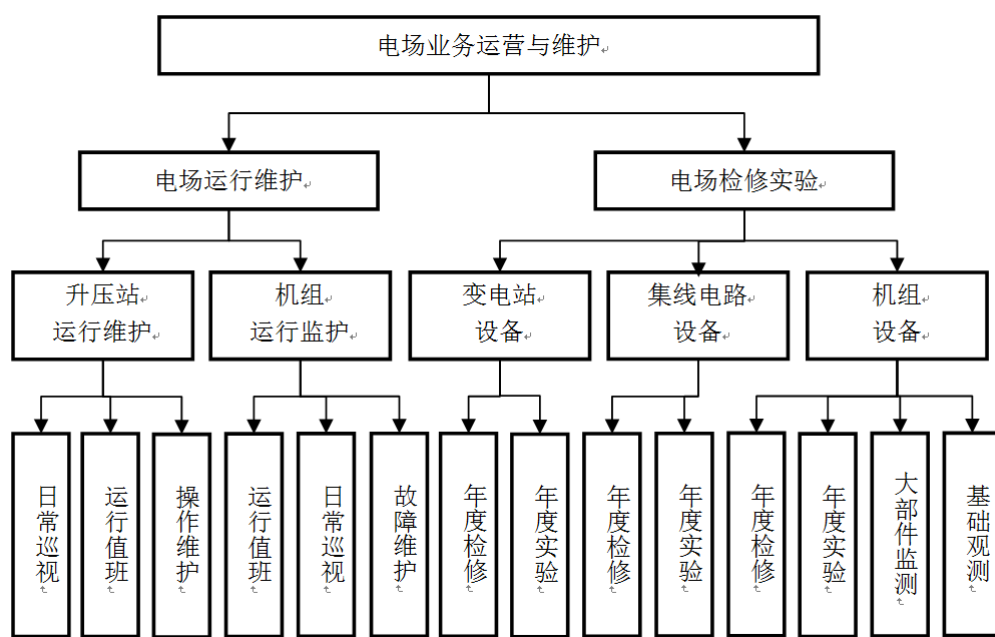 电场业务运营与维护
电场运行维护
电场检修实验
升压站
运行维护
机组
运行监护
变电站
设备
集线电路
设备
机组
设备
日常巡视
运行值班
操作维护
运行值班
日常巡视
故障维护
年度检修
年度实验
年度检修
年度实验
年度检修
年度实验
大部件监测
基础观测